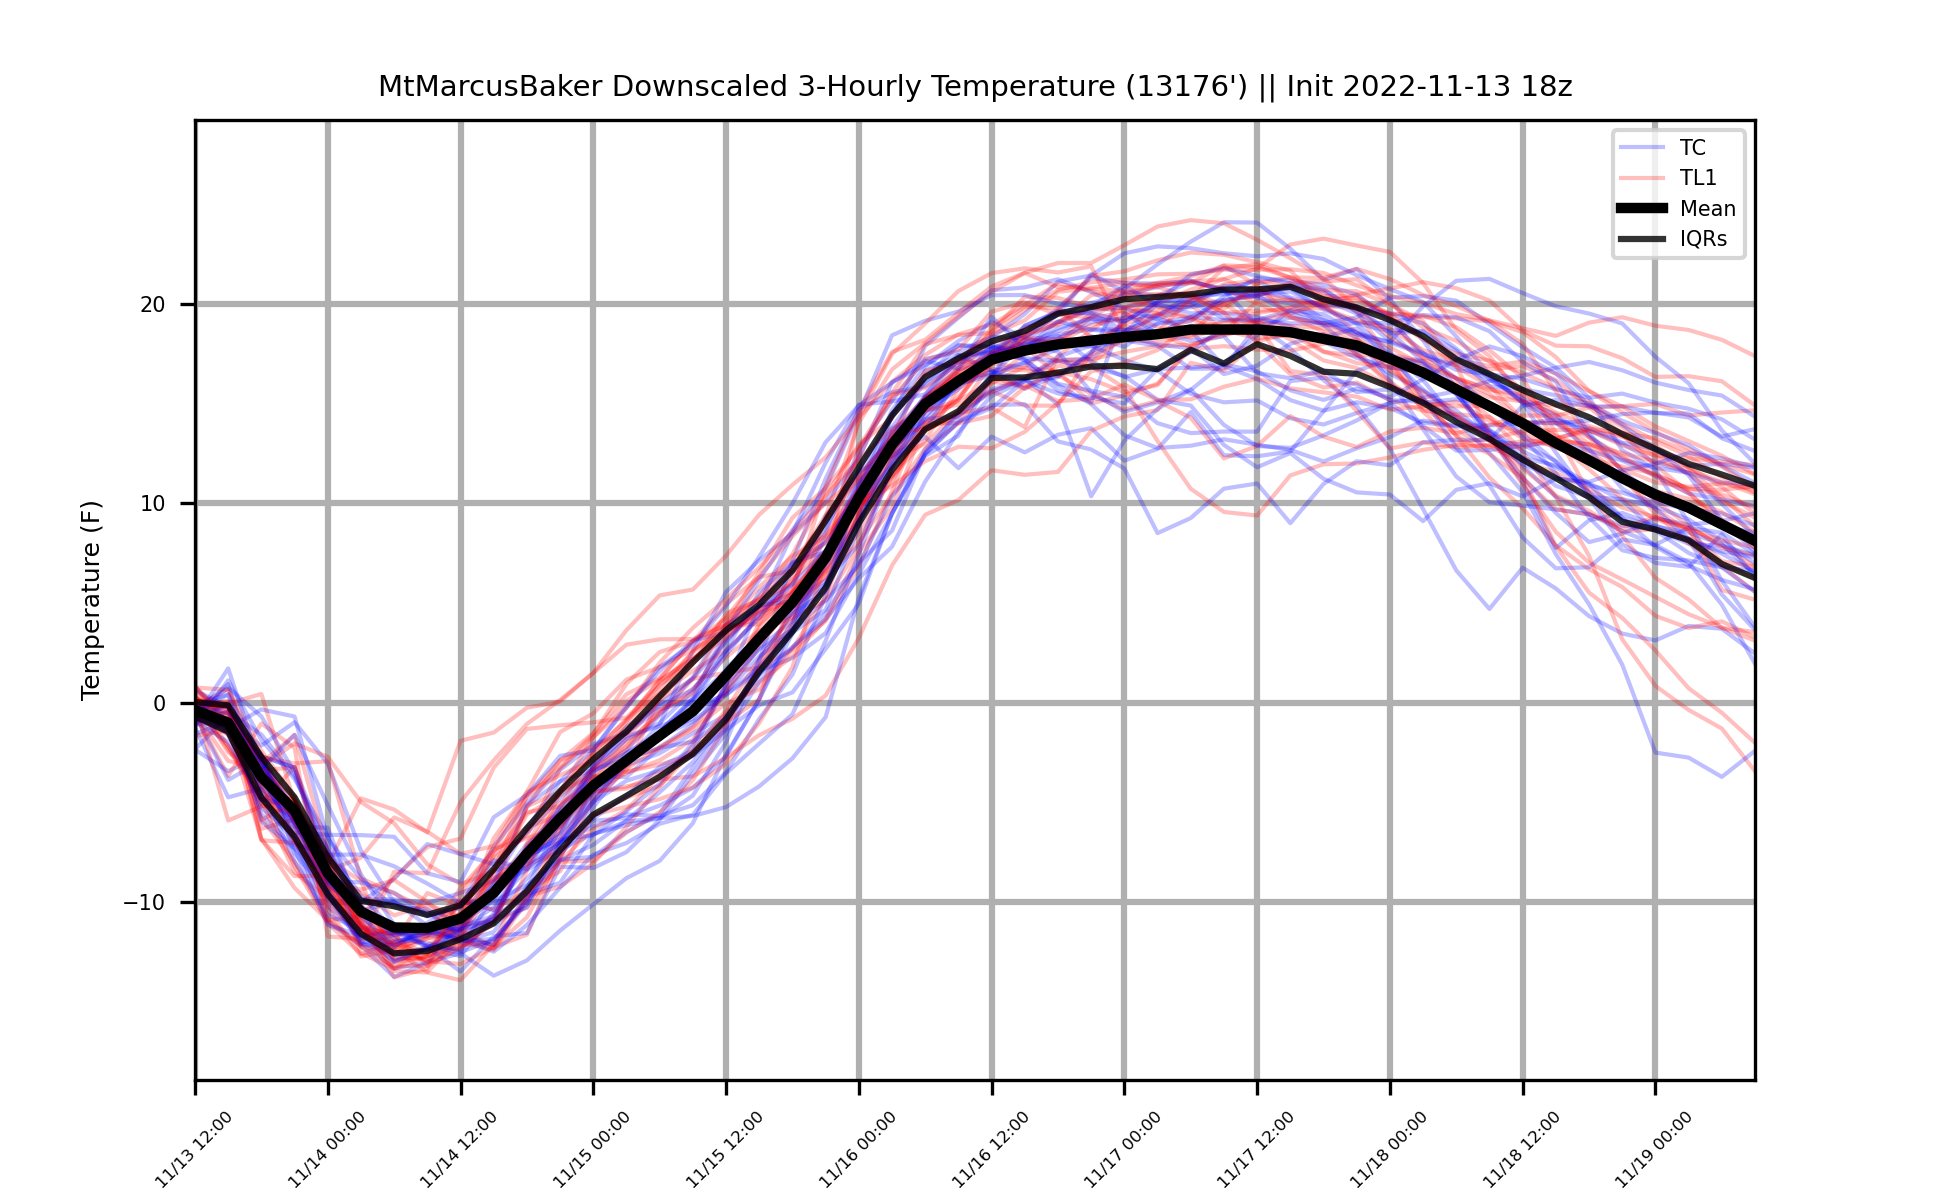 MtMarcusBaker Downscaled 3-Hourly Temperature (13176') || Init 2022-11-13 18z
TC
TL1
Mean
IQRs
Temperature (F)
20
10
0
−10
11/13 12:00
11/14 00:00
11/14 12:00
11/15 00:00
11/15 12:00
11/16 00:00
11/16 12:00
11/17 00:00
11/17 12:00
11/18 00:00
11/18 12:00
11/19 00:00